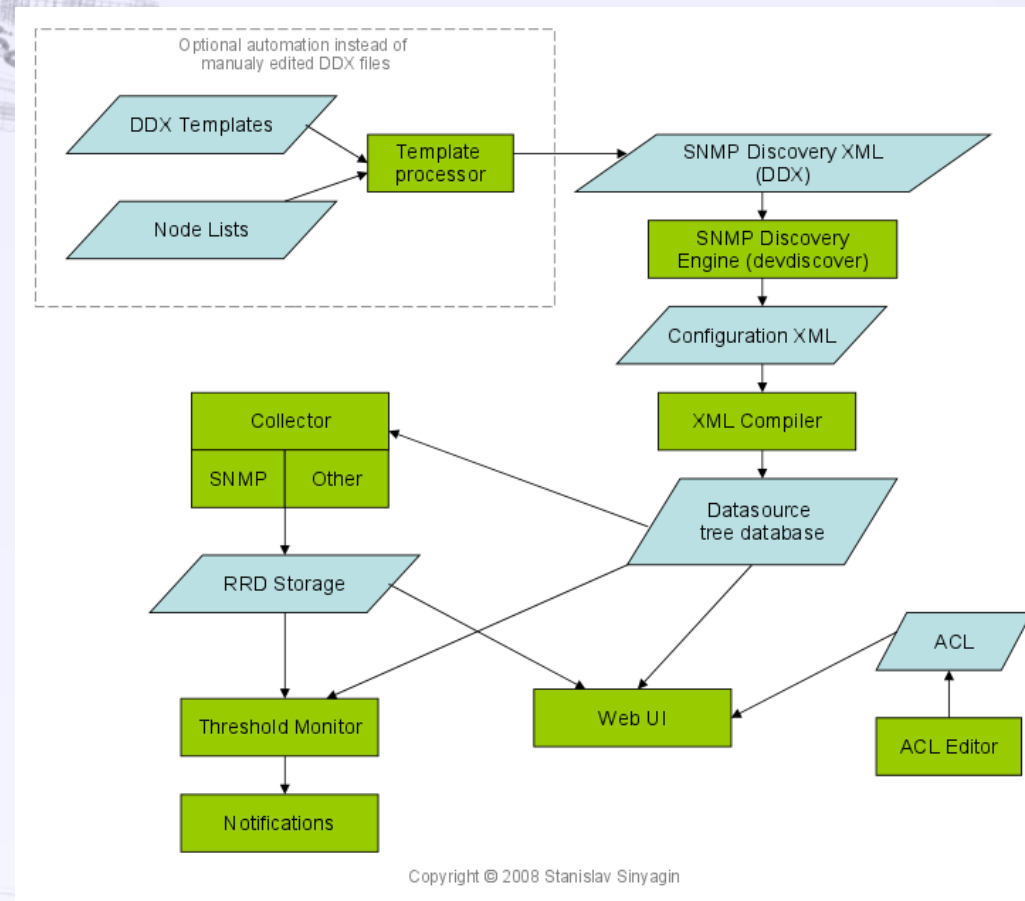 Optional automation instead of
manualy edited DDX files
DDX Templates
Template
processor
SNMP Discovery XML
(DDX)
Node Lists
SNMP Discovery
Engine (devdiscover)
Configuration XML
Collector
XML Compiler
SNMP
Other
Datasource
tree database
RRD Storage
ACL
Threshold Monitor
Web UI
ACL Editor
Notifications
Copyright © 2008 Stanislav Sinyagin